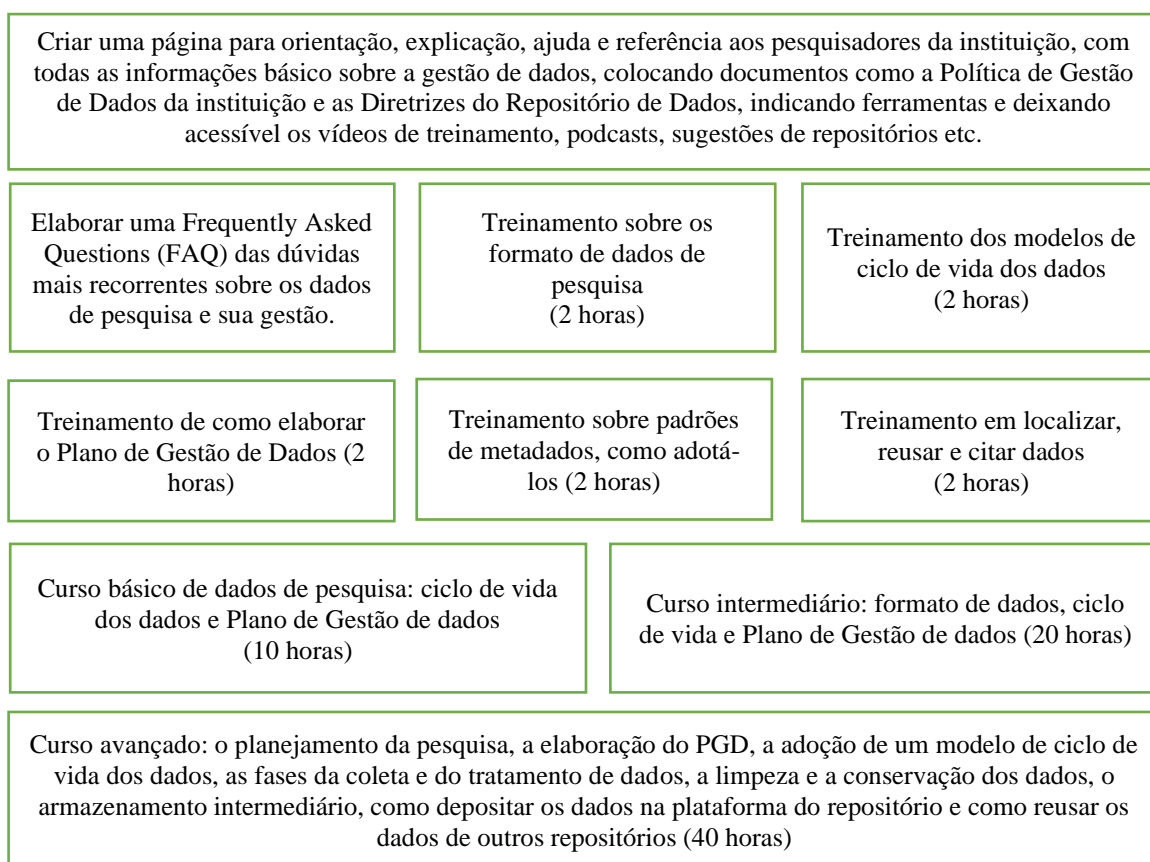 Criar uma página para orientação, explicação, ajuda e referência aos pesquisadores da instituição, com
todas as informações básico sobre a gestão de dados, colocando documentos como a Política de Gestão
de Dados da instituição e as Diretrizes do Repositório de Dados, indicando ferramentas e deixando
acessível os vídeos de treinamento, podcasts, sugestões de repositórios etc.
Elaborar uma Frequently Asked
Questions (FAQ) das dúvidas
mais recorrentes sobre os dados
de pesquisa e sua gestão.
Treinamento sobre os
formato de dados de
pesquisa
(2 horas)
Treinamento dos modelos de
ciclo de vida dos dados
(2 horas)
Treinamento de como elaborar
o Plano de Gestão de Dados (2
horas)
Treinamento sobre padrões
de metadados, como adotá-
los (2 horas)
Treinamento em localizar,
reusar e citar dados
(2 horas)
Curso básico de dados de pesquisa: ciclo de vida
dos dados e Plano de Gestão de dados
(10 horas)
Curso intermediário: formato de dados, ciclo
de vida e Plano de Gestão de dados (20 horas)
Curso avançado: o planejamento da pesquisa, a elaboração do PGD, a adoção de um modelo de ciclo de
vida dos dados, as fases da coleta e do tratamento de dados, a limpeza e a conservação dos dados, o
armazenamento intermediário, como depositar os dados na plataforma do repositório e como reusar os
dados de outros repositórios (40 horas)